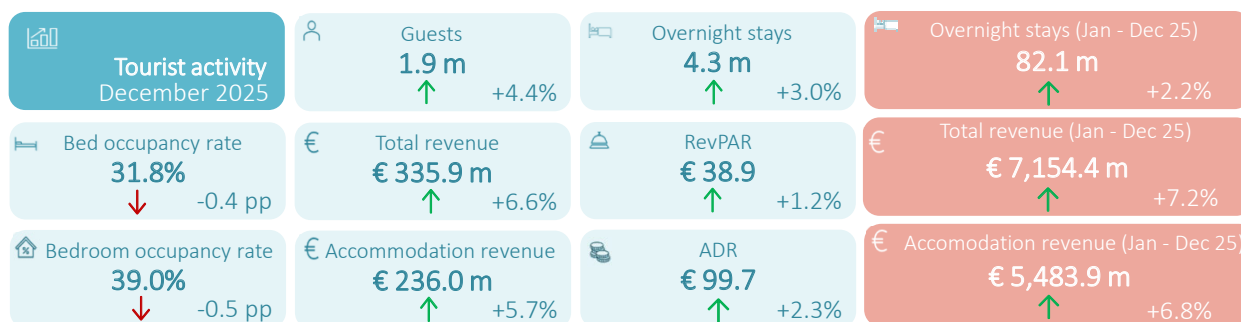 Tourist activity
December 2025
Guests
1.9 m
+4.4%
Overnight stays
4.3 m
+3.0%
Overnight stays (Jan - Dec 25)
82.1 m
+2.2%
Bed occupancy rate
31.8%
-0.4 pp
€
Total revenue
€ 335.9 m
+6.6%
RevPAR
€ 38.9
+1.2%
€
Total revenue (Jan - Dec 25)
€ 7,154.4 m
+7.2%
%
Bedroom occupancy rate
39.0%
-0.5 pp
€ Accommodation revenue
€ 236.0 m
+5.7%
ADR
€ 99.7
+2.3%
€ Accomodation revenue (Jan - Dec 25)
€ 5,483.9 m
+6.8%